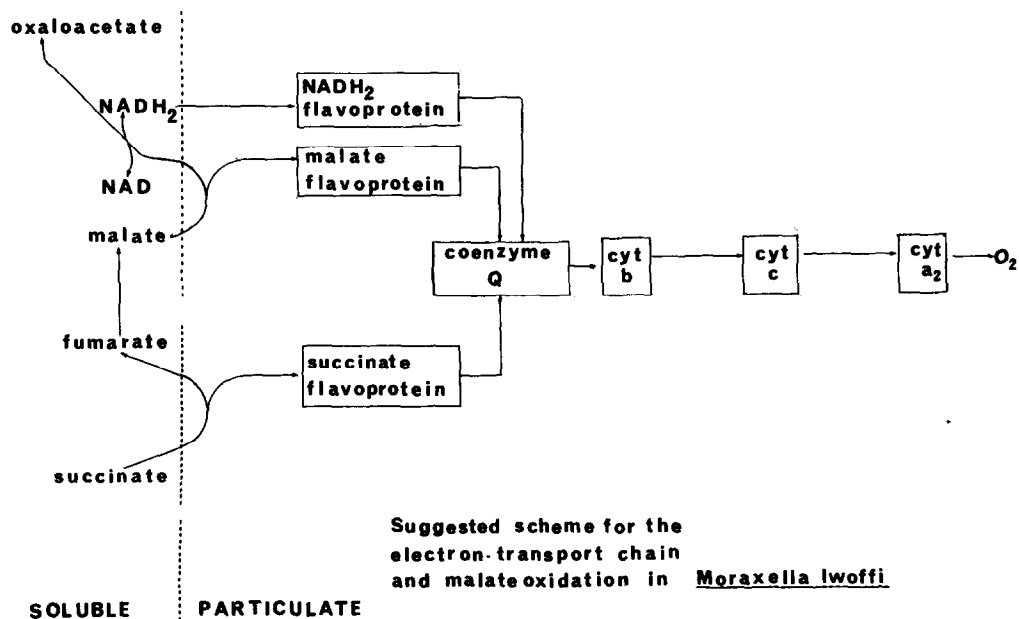 oxaloacetate
NADH₂
NADH₂
flavoprotein
malate
flavoprotein
NAD
malate
coenzyme
Q
cyt
b
cyt
c
cyt
a₂
O₂
fumarate
succinate
flavoprotein
succinate
Suggested scheme for the
electron-transport chain
and malate oxidation in Moraxella lwoffi
SOLUBLE
PARTICULATE